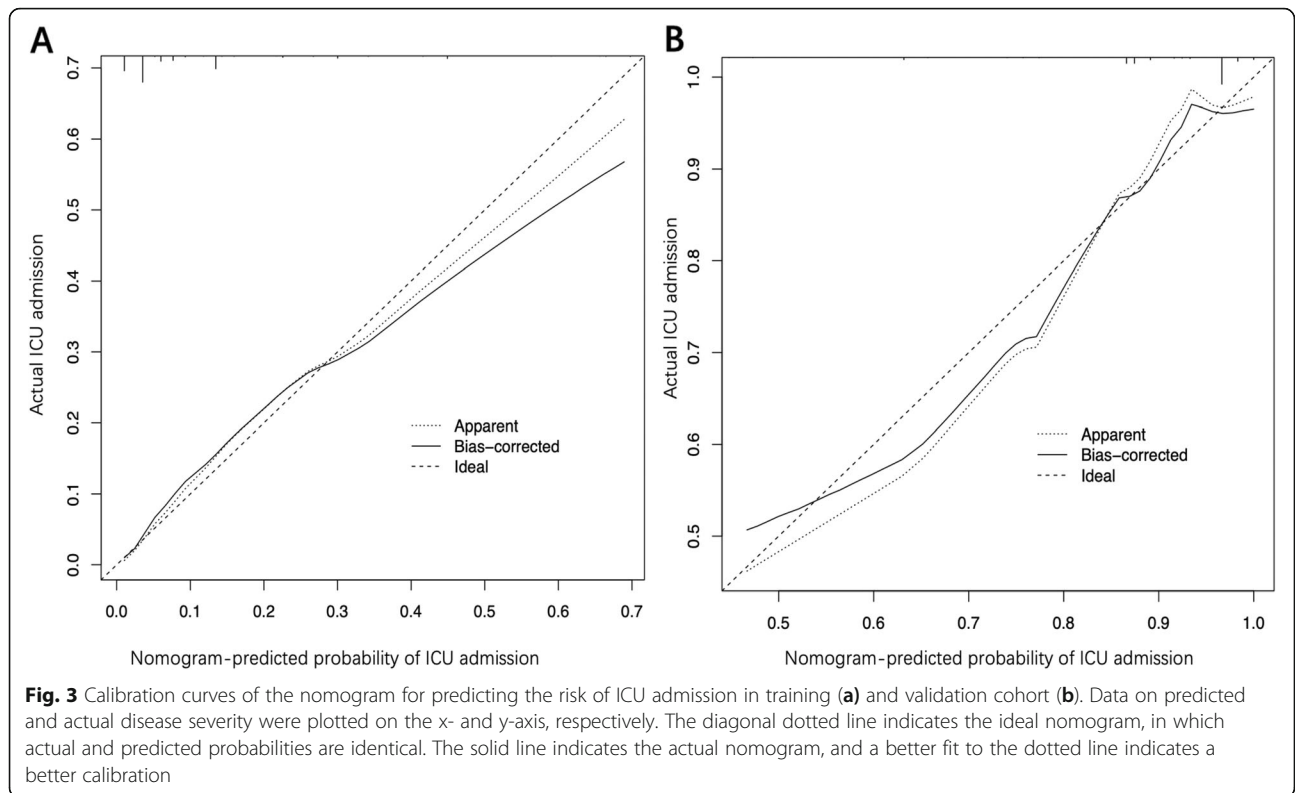 A
B
0.7
0.6
0.5
0.4
0.3
0.2
0.1
0.0
Actual ICU admission
Apparent
Bias-corrected
Ideal
0.0 0.1 0.2 0.3 0.4 0.5 0.6 0.7
Nomogram-predicted probability of ICU admission
1.0
0.9
0.8
0.7
0.6
0.5
Actual ICU admission
Apparent
Bias-corrected
Ideal
0.5 0.6 0.7 0.8 0.9 1.0
Nomogram-predicted probability of ICU admission
Fig. 3 Calibration curves of the nomogram for predicting the risk of ICU admission in training (a) and validation cohort (b). Data on predicted
and actual disease severity were plotted on the x- and y-axis, respectively. The diagonal dotted line indicates the ideal nomogram, in which
actual and predicted probabilities are identical. The solid line indicates the actual nomogram, and a better fit to the dotted line indicates a
better calibration